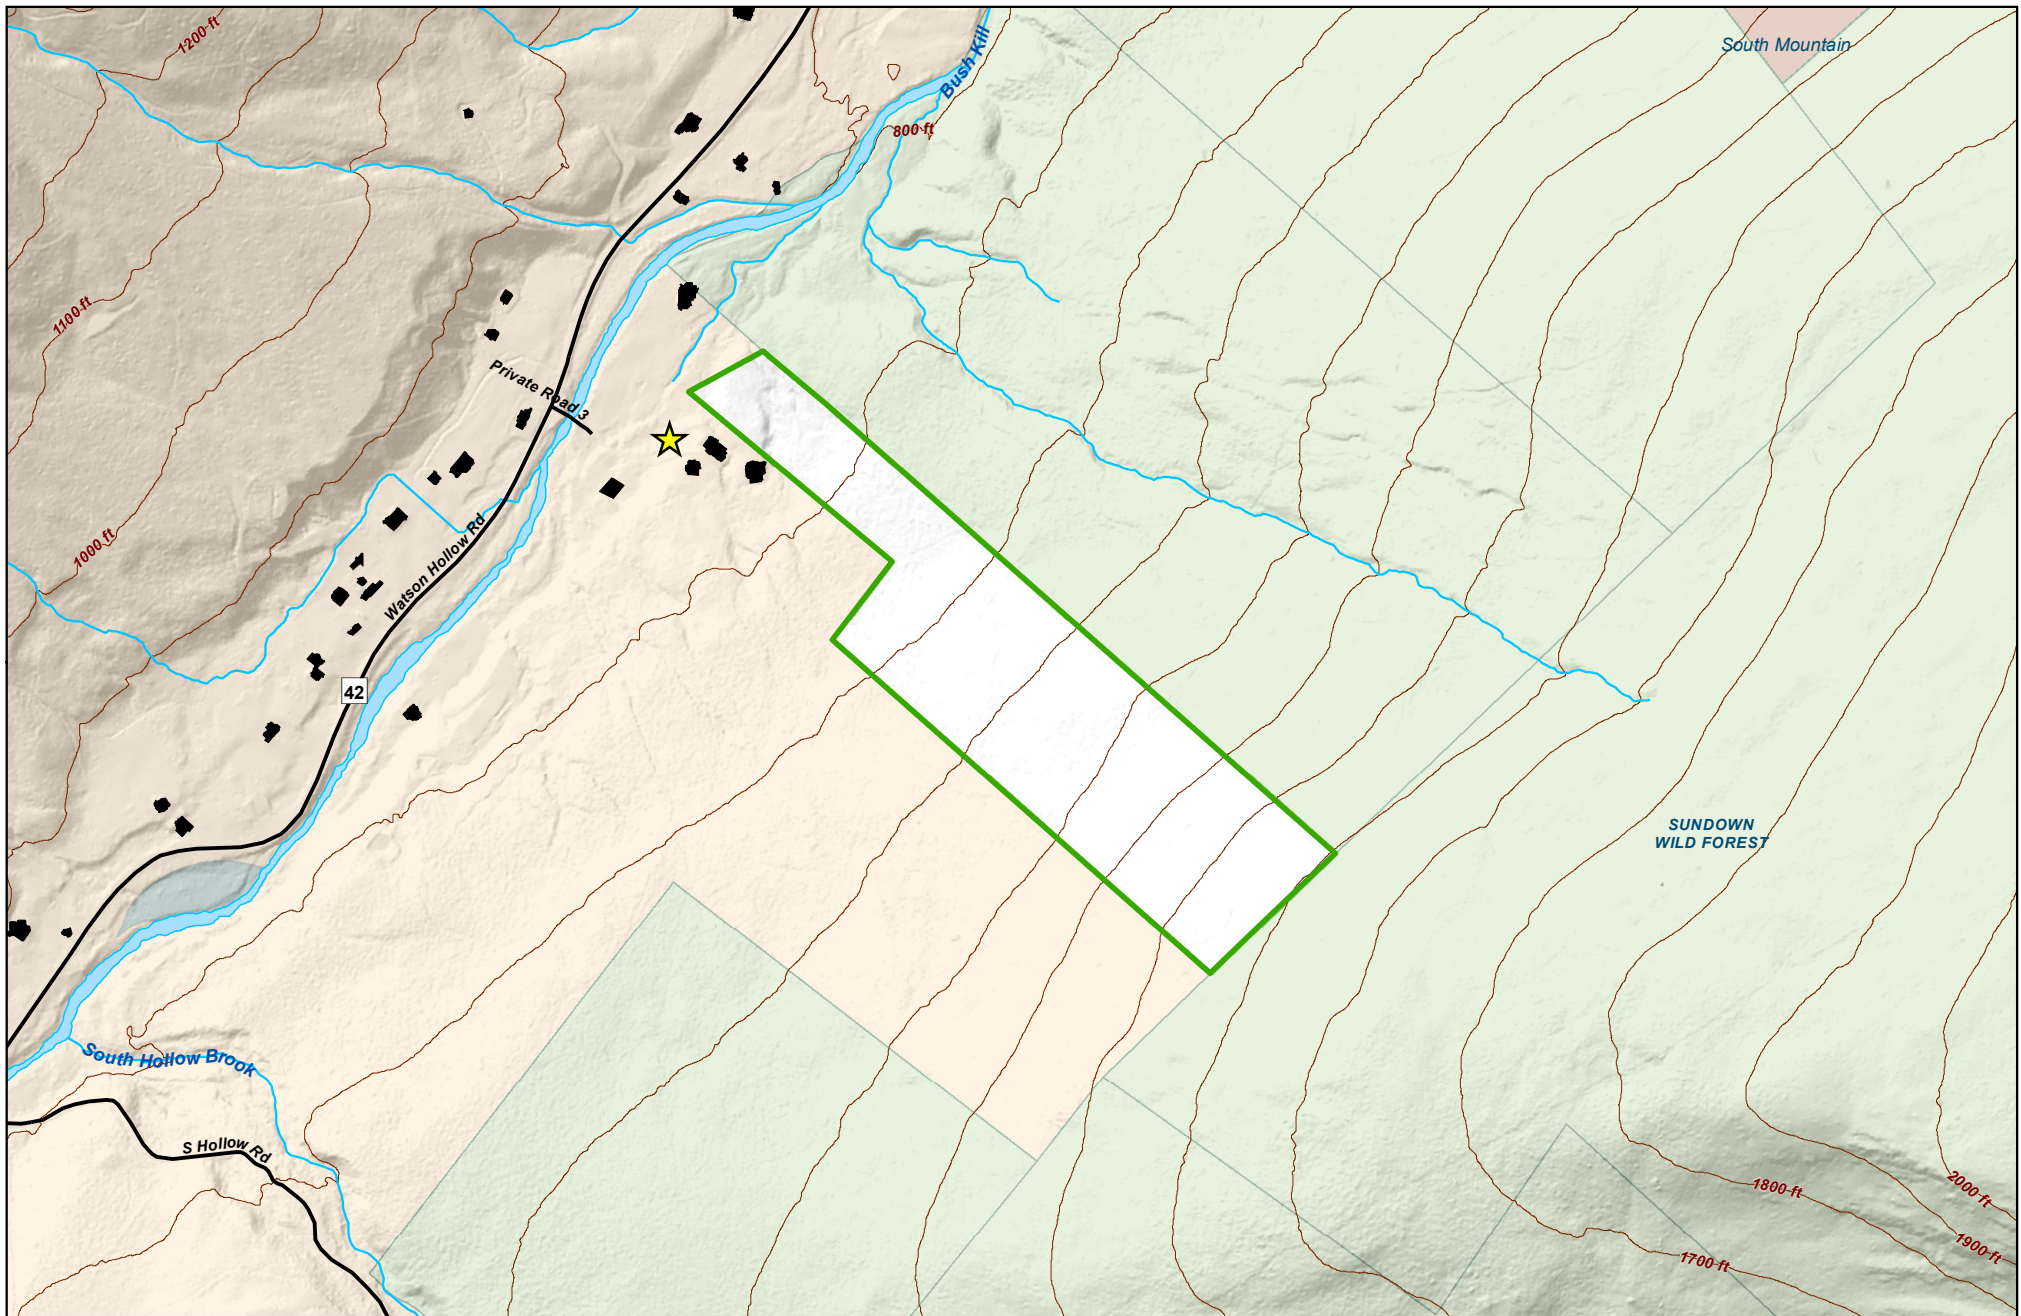 1200 ft
Bush Kill
South Mountain
800 ft
1100 ft
Private Road 3
1000 ft
Watson Hollow Rd
42
SUNDOWN
WILD FOREST
South Hollow Brook
S Hollow Rd
1800 ft
2000 ft
1900 ft
1700 ft